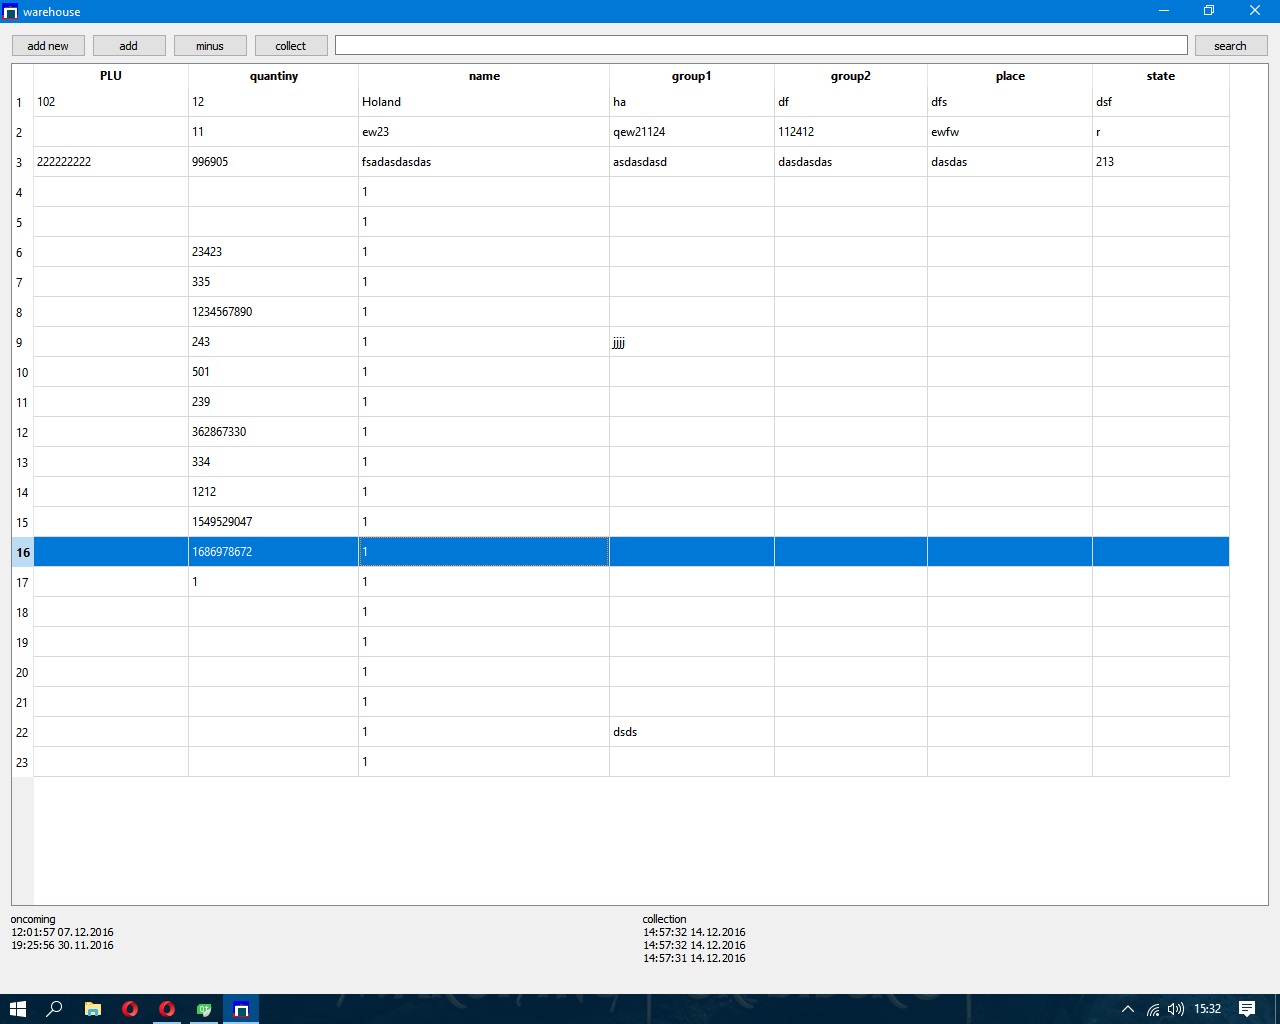 warehouse
add new add minus collect search
PLU quantiny name group1 group2 place state
1 102 12 Holand ha df dfs dsf
2 11 ew23 qew21124 112412 ewfw r
3 222222222 996905 fsadasdasdas asdasdasd dasdasdas dasdas 213
4 1
5 1
6 23423 1
7 335 1
8 1234567890 1
9 243 1 jjjj
10 501 1
11 239 1
12 362867330 1
13 334 1
14 1212 1
15 1549529047 1
16 1686978672 1
17 1 1
18 1
19 1
20 1
21 1
22 1 dsds
23 1
oncoming
12:01:57 07.12.2016
19:25:56 30.11.2016
collection
14:57:32 14.12.2016
14:57:32 14.12.2016
14:57:31 14.12.2016
15:32